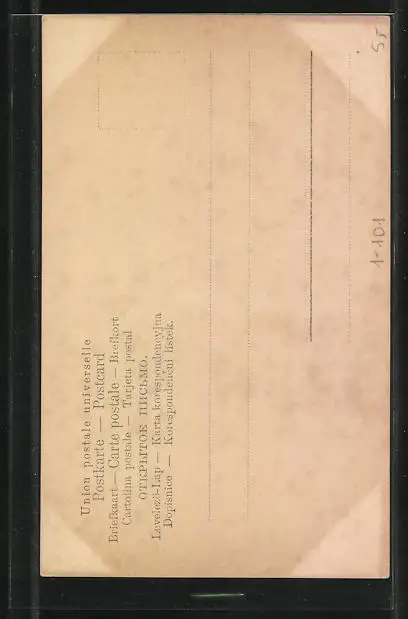 Union postale universelle
Postkarte — Postcard
Briefkaart — Carte postale — Brefkort
Cartolina postale — Tarjeta postal
ОТКРЫТОЕ ПИСЬМО.
Levelező-Lap — Karta korespondencyjna
Dopisnice — Korespondenční lístek.
1-101